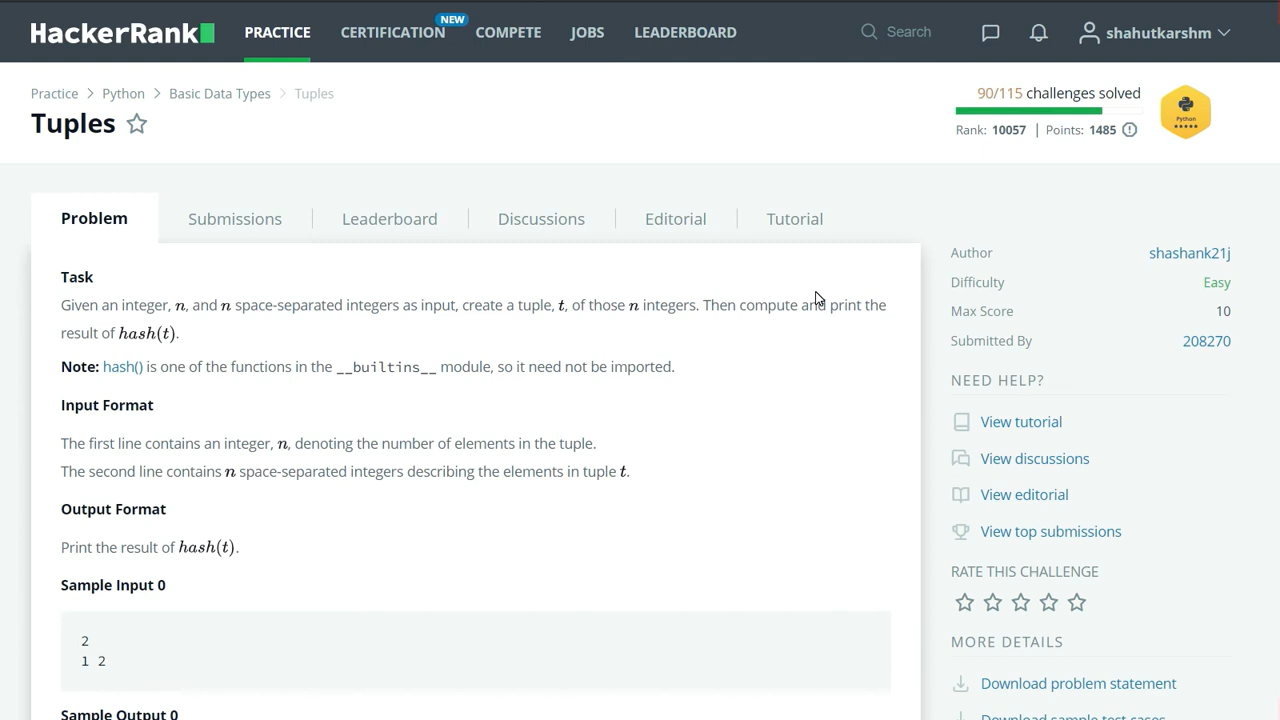 HackerRank PRACTICE CERTIFICATION NEW COMPETE JOBS LEADERBOARD Search shahutkarshm
Practice > Python > Basic Data Types > Tuples
Tuples
90/115 challenges solved
Rank: 10057 | Points: 1485
Python
Problem Submissions Leaderboard Discussions Editorial Tutorial
Task
Given an integer, n, and n space-separated integers as input, create a tuple, t, of those n integers. Then compute and print the
result of hash(t).
Note: hash() is one of the functions in the __builtins__ module, so it need not be imported.
Input Format
The first line contains an integer, n, denoting the number of elements in the tuple.
The second line contains n space-separated integers describing the elements in tuple t.
Output Format
Print the result of hash(t).
Sample Input 0
2
1 2
Sample Output 0
Author shashank21j
Difficulty Easy
Max Score 10
Submitted By 208270
NEED HELP?
View tutorial
View discussions
View editorial
View top submissions
RATE THIS CHALLENGE
MORE DETAILS
Download problem statement
Download sample test cases